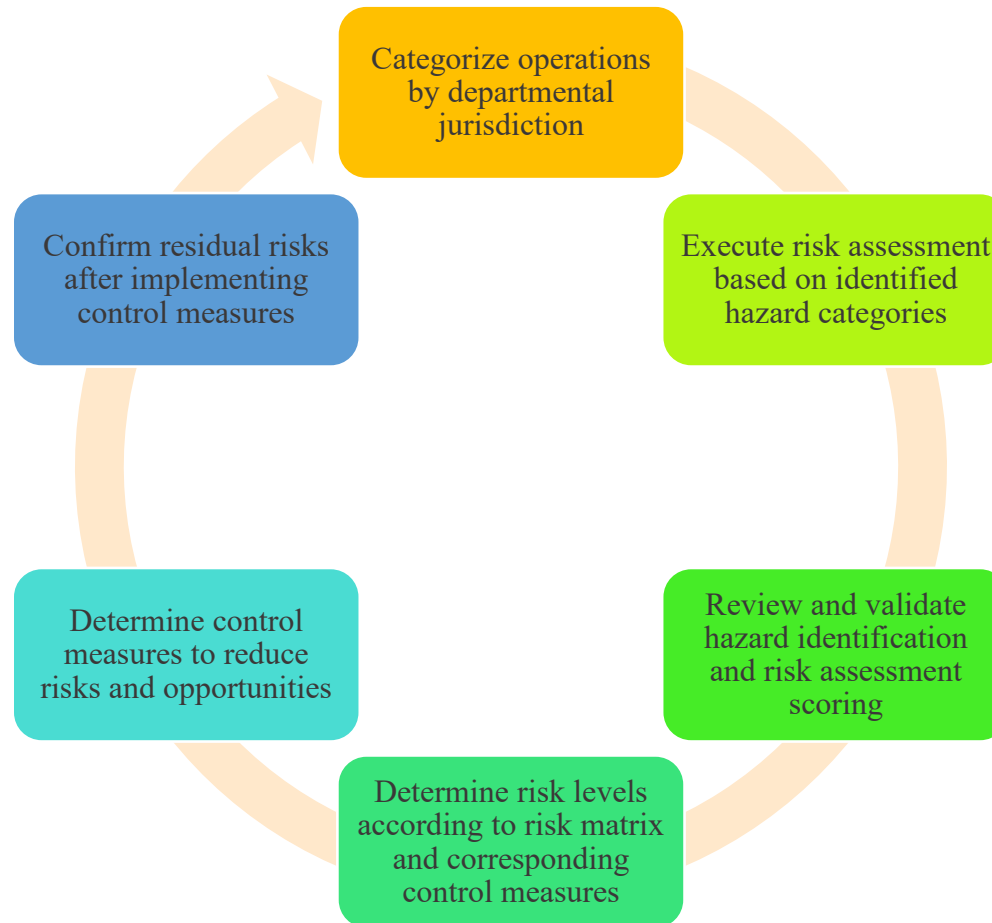 Categorize operations
by departmental
jurisdiction
Execute risk assessment
based on identified
hazard categories
Review and validate
hazard identification
and risk assessment
scoring
Determine risk levels
according to risk matrix
and corresponding
control measures
Determine control
measures to reduce
risks and opportunities
Confirm residual risks
after implementing
control measures